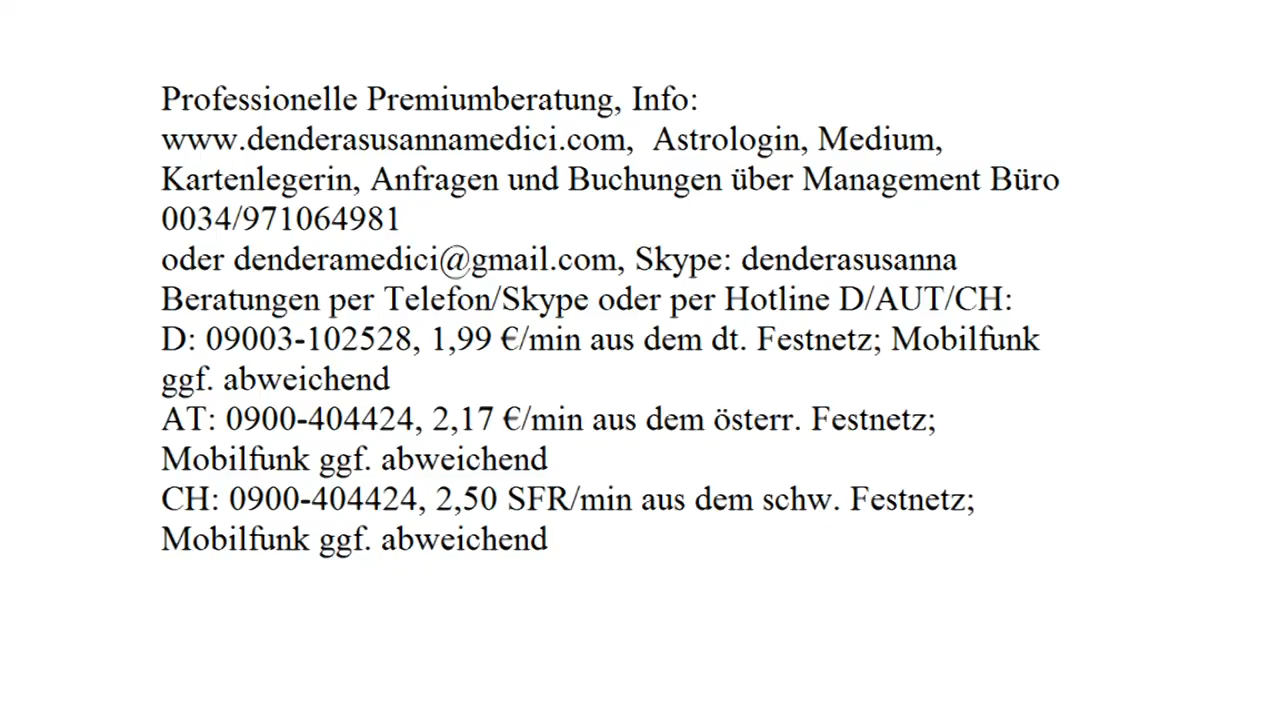 Professionelle Premiumberatung, Info:
www.denderasusannamedici.com, Astrologin, Medium,
Kartenlegerin, Anfragen und Buchungen über Management Büro
0034/971064981
oder denderamedici@gmail.com, Skype: denderasusanna
Beratungen per Telefon/Skype oder per Hotline D/AUT/CH:
D: 09003-102528, 1,99 €/min aus dem dt. Festnetz; Mobilfunk
ggf. abweichend
AT: 0900-404424, 2,17 €/min aus dem österr. Festnetz;
Mobilfunk ggf. abweichend
CH: 0900-404424, 2,50 SFR/min aus dem schw. Festnetz;
Mobilfunk ggf. abweichend